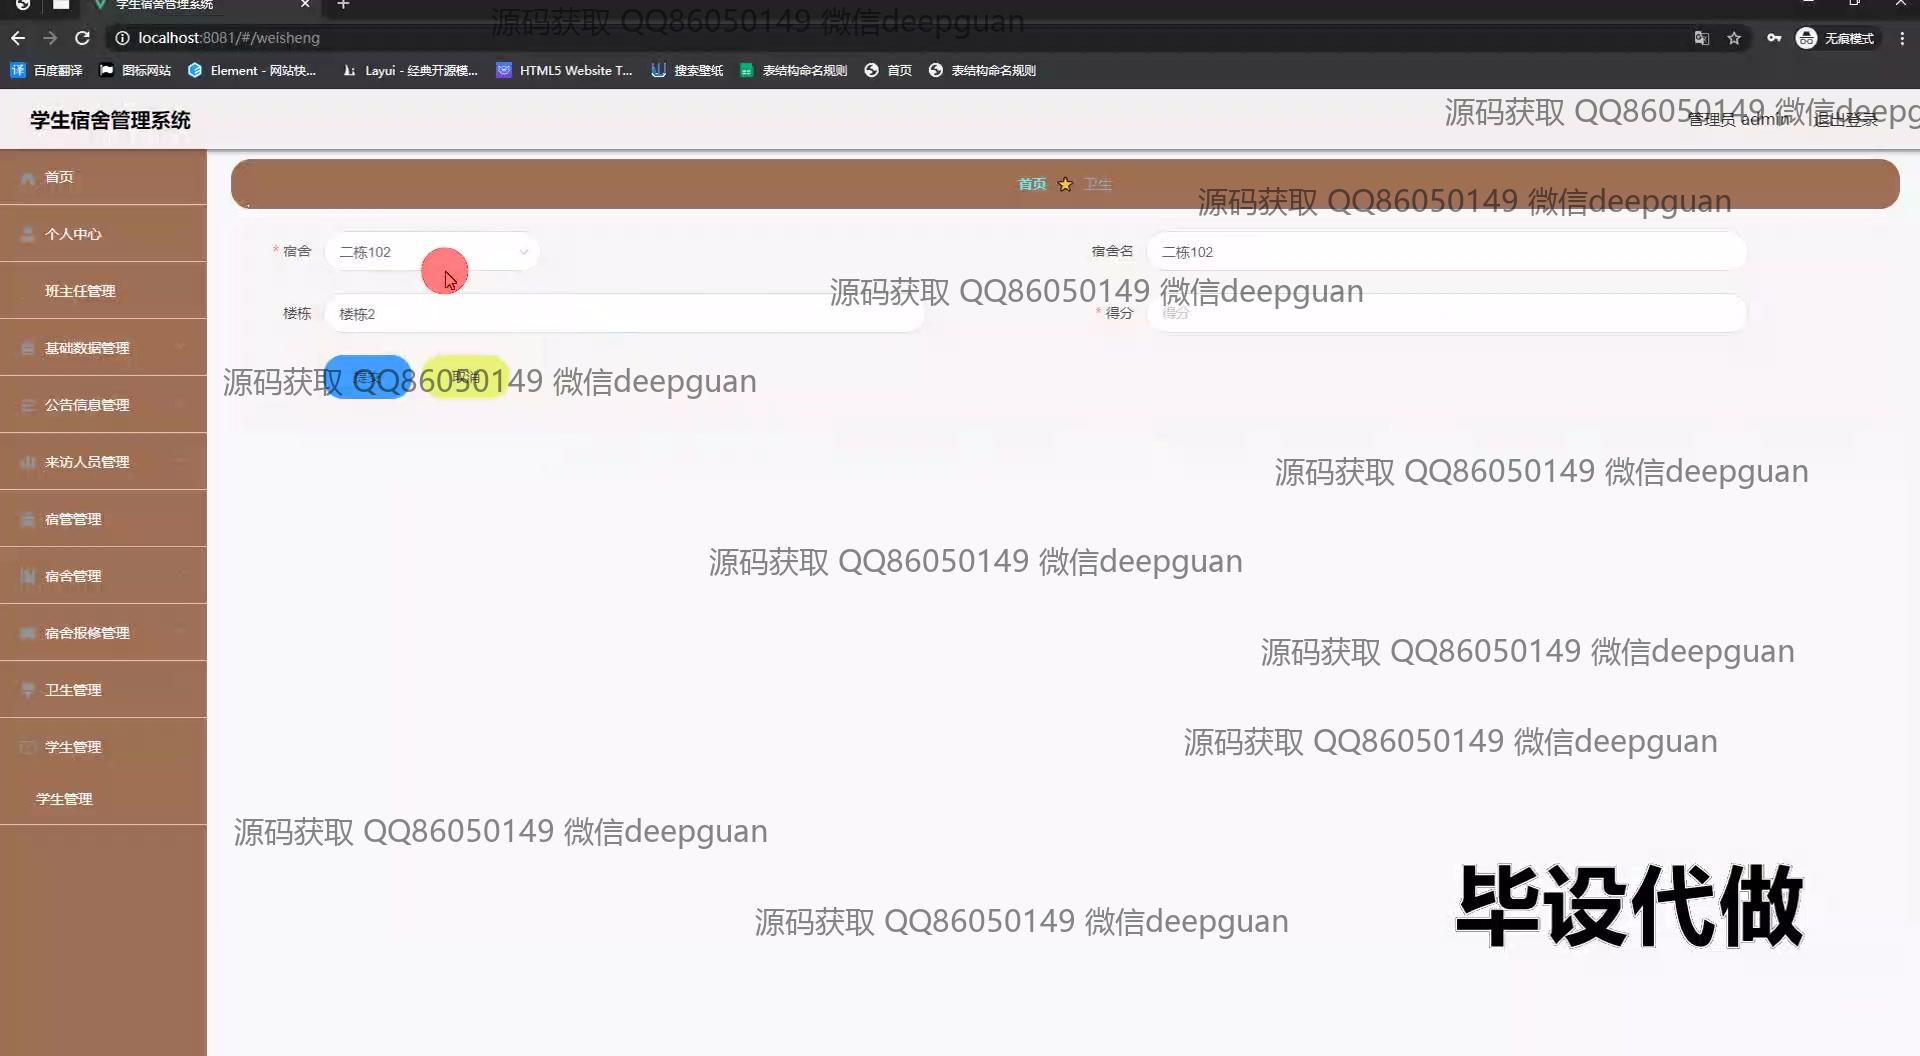 学生宿舍管理系统
源码获取 QQ86050149 微信deepguan
localhost:8081/#/weisheng
无痕模式
百度翻译
图标网站
Element - 网站快...
Layui - 经典开源模...
HTML5 Website T...
搜索壁纸
表结构命名规则
首页
表结构命名规则
学生宿舍管理系统
源码获取 QQ86050149 微信deepg
管理员 admin
退出登录
首页
首页 卫生
源码获取 QQ86050149 微信deepguan
个人中心
* 宿舍
二栋102
宿舍名
二栋102
班主任管理
源码获取 QQ86050149 微信deepguan
楼栋
楼栋2
* 得分
得分
基础数据管理
提交
取消
源码获取 QQ86050149 微信deepguan
公告信息管理
来访人员管理
源码获取 QQ86050149 微信deepguan
宿管管理
源码获取 QQ86050149 微信deepguan
宿舍管理
宿舍报修管理
源码获取 QQ86050149 微信deepguan
卫生管理
学生管理
源码获取 QQ86050149 微信deepguan
学生管理
源码获取 QQ86050149 微信deepguan
毕设代做
源码获取 QQ86050149 微信deepguan